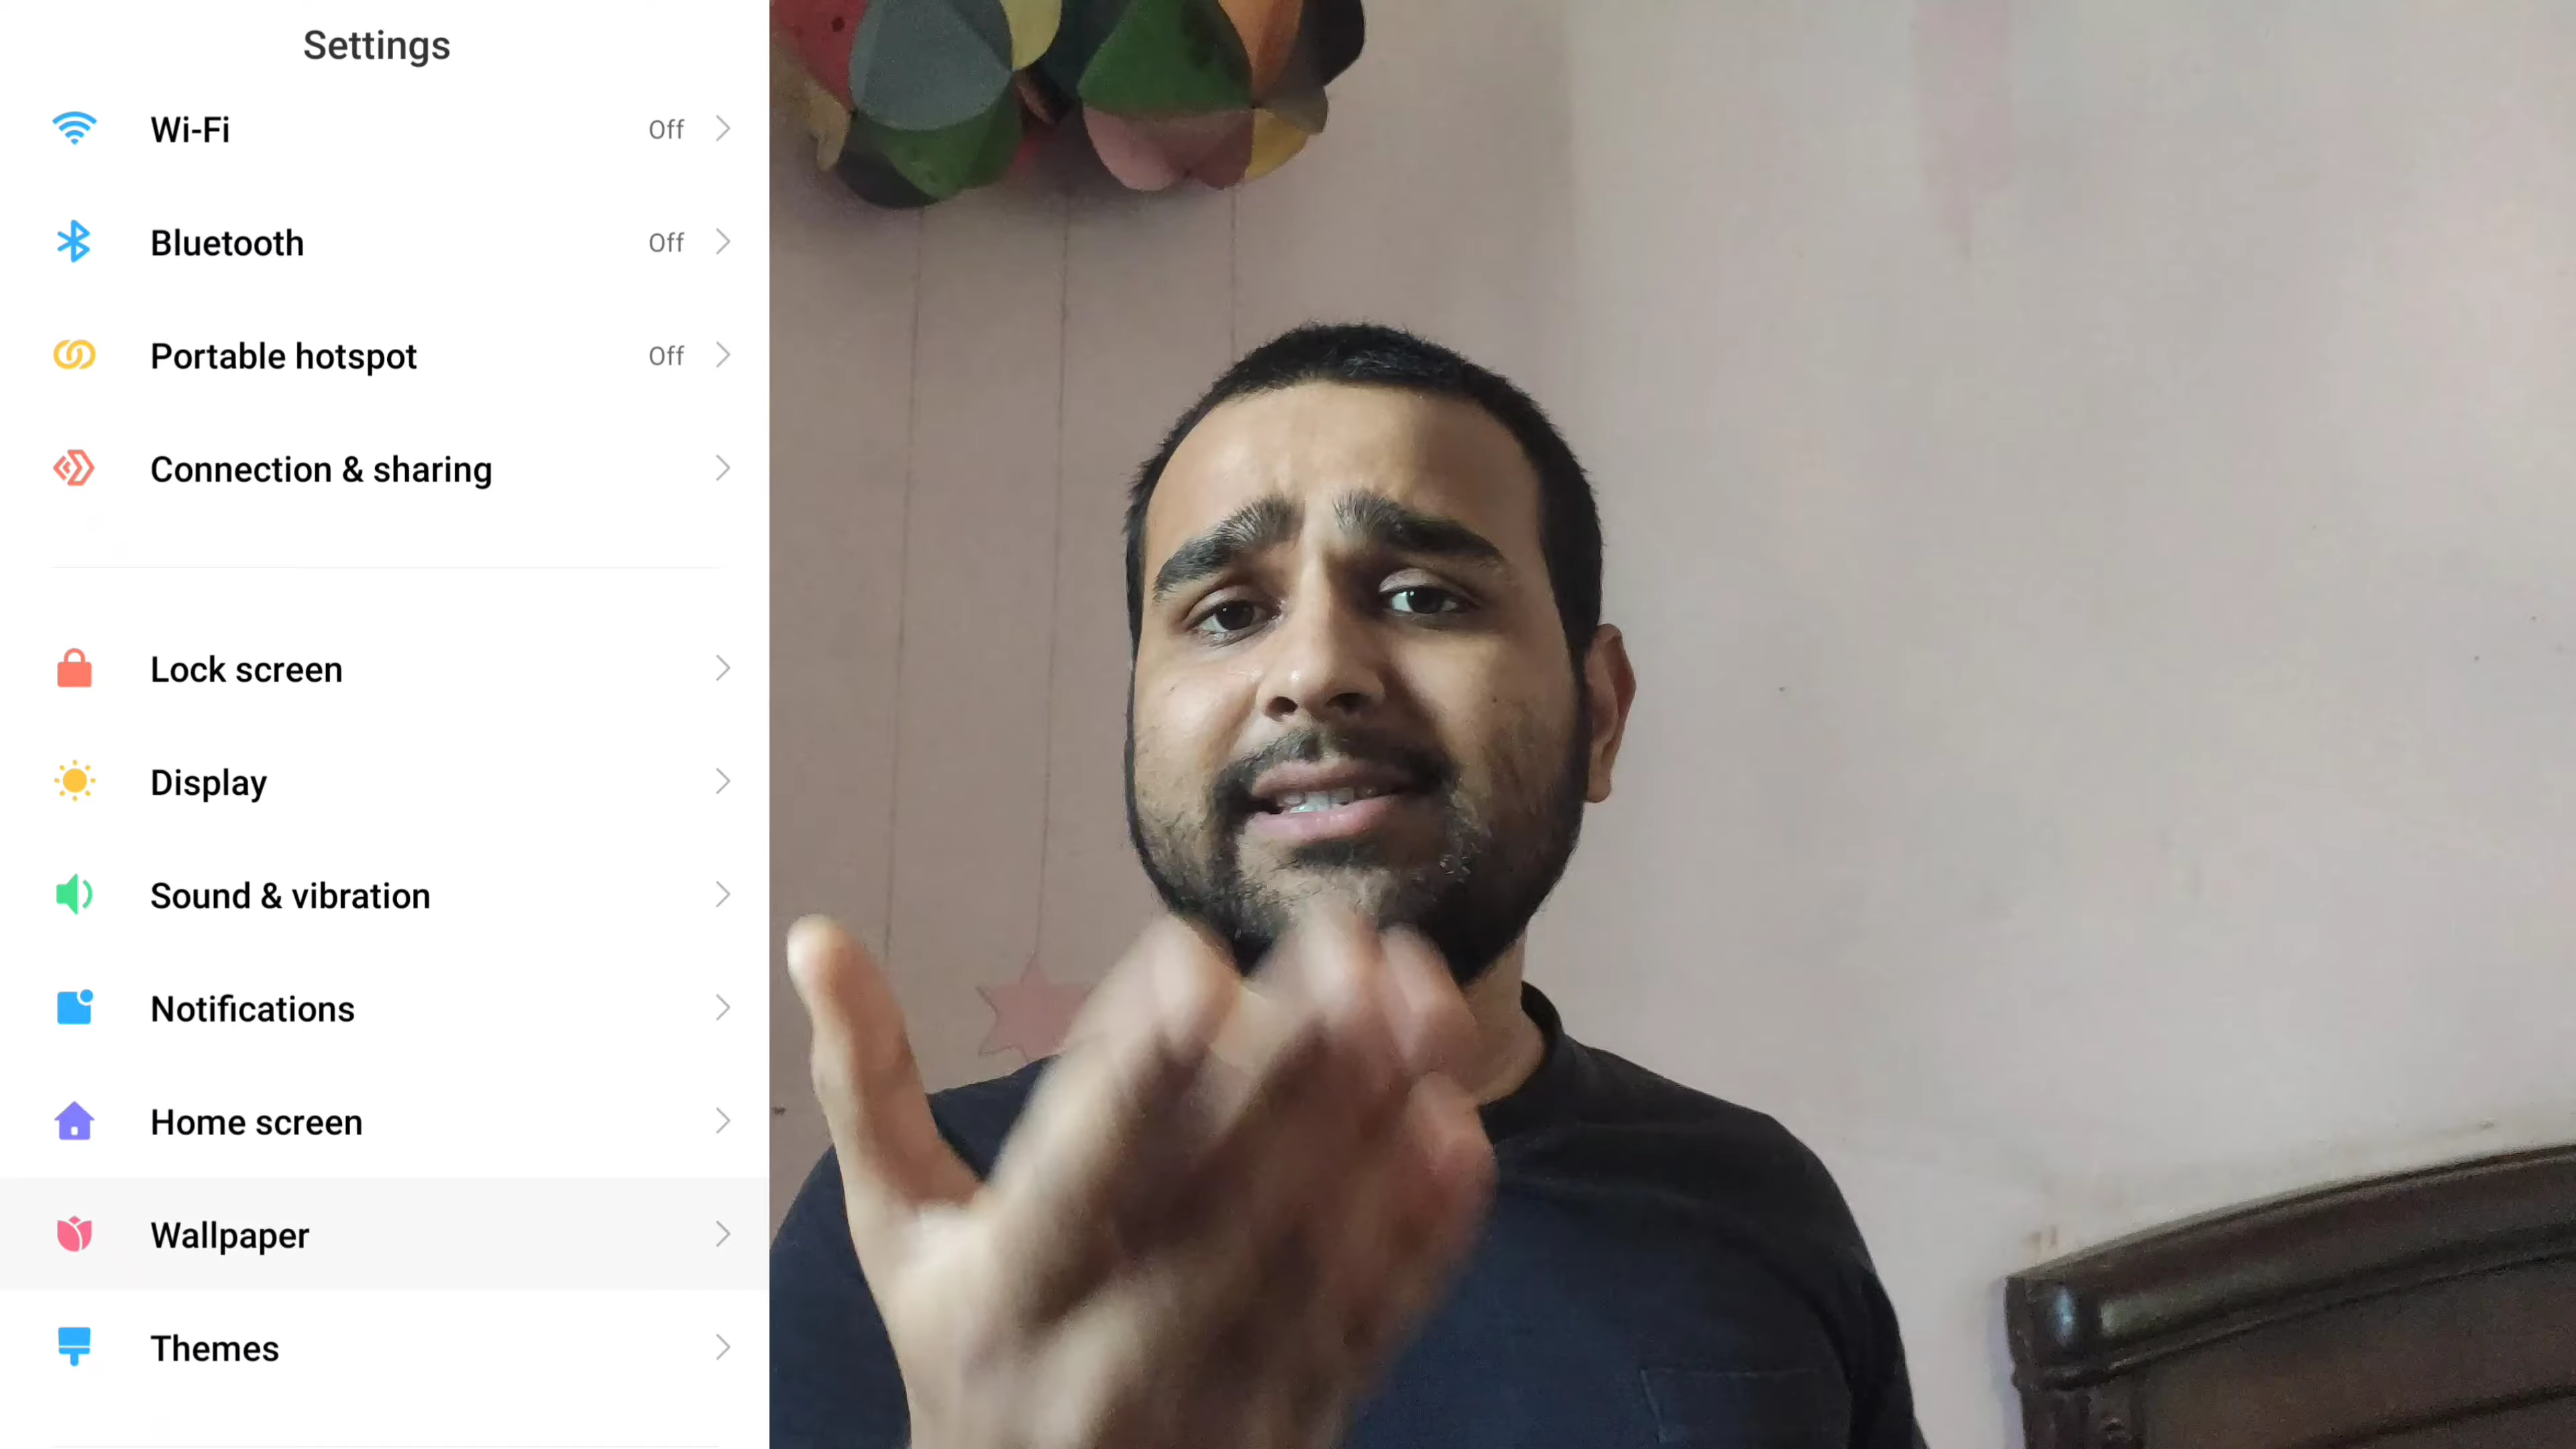 Settings
Wi-Fi Off
Bluetooth Off
Portable hotspot Off
Connection & sharing
Lock screen
Display
Sound & vibration
Notifications
Home screen
Wallpaper
Themes